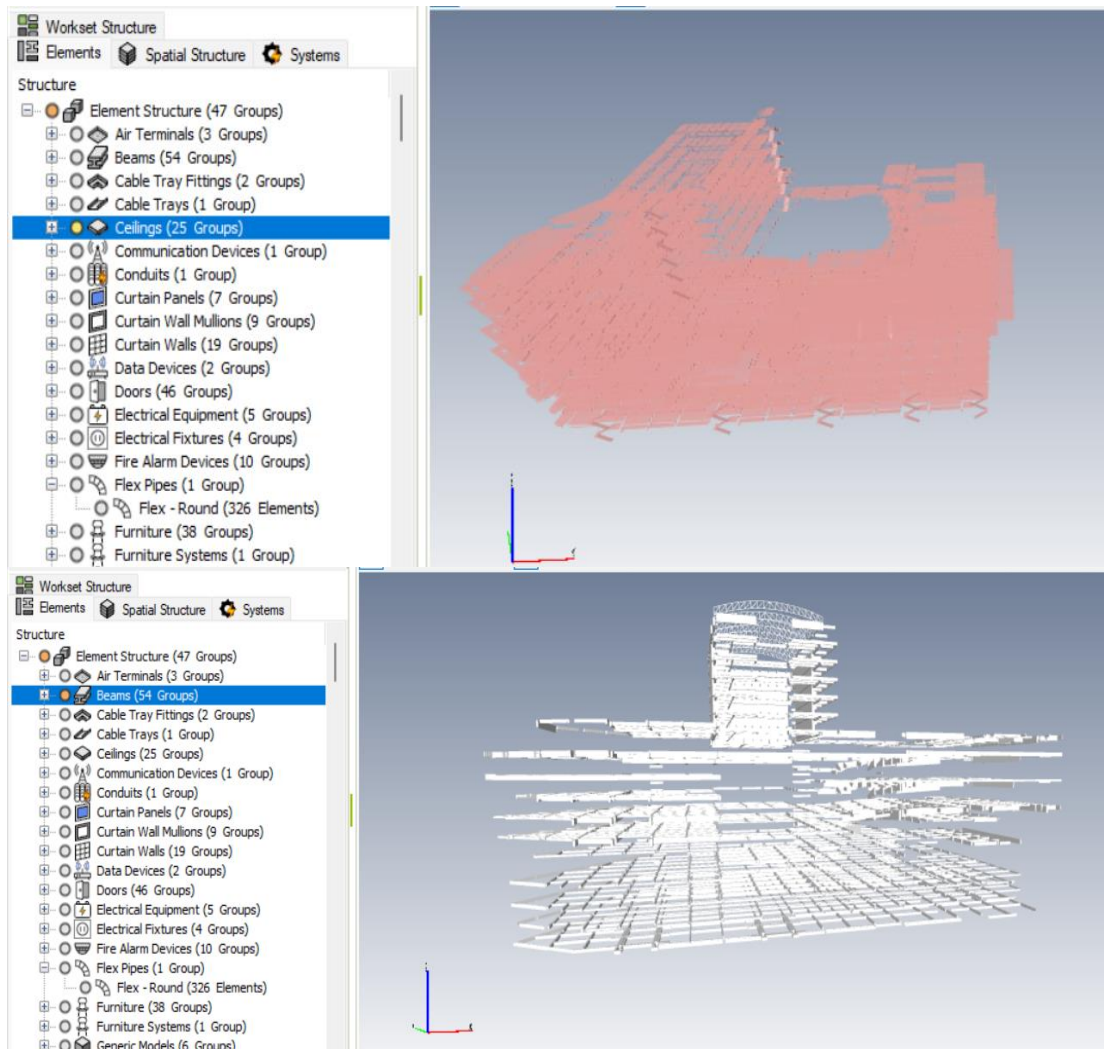 Workset Structure
Elements Spatial Structure Systems
Structure
Element Structure (47 Groups)
Air Terminals (3 Groups)
Beams (54 Groups)
Cable Tray Fittings (2 Groups)
Cable Trays (1 Group)
Ceilings (25 Groups)
Communication Devices (1 Group)
Conduits (1 Group)
Curtain Panels (7 Groups)
Curtain Wall Mullions (9 Groups)
Curtain Walls (19 Groups)
Data Devices (2 Groups)
Doors (46 Groups)
Electrical Equipment (5 Groups)
Electrical Fixtures (4 Groups)
Fire Alarm Devices (10 Groups)
Flex Pipes (1 Group)
Flex - Round (326 Elements)
Furniture (38 Groups)
Furniture Systems (1 Group)
Workset Structure
Elements Spatial Structure Systems
Structure
Element Structure (47 Groups)
Air Terminals (3 Groups)
Beams (54 Groups)
Cable Tray Fittings (2 Groups)
Cable Trays (1 Group)
Ceilings (25 Groups)
Communication Devices (1 Group)
Conduits (1 Group)
Curtain Panels (7 Groups)
Curtain Wall Mullions (9 Groups)
Curtain Walls (19 Groups)
Data Devices (2 Groups)
Doors (46 Groups)
Electrical Equipment (5 Groups)
Electrical Fixtures (4 Groups)
Fire Alarm Devices (10 Groups)
Flex Pipes (1 Group)
Flex - Round (326 Elements)
Furniture (38 Groups)
Furniture Systems (1 Group)
Generic Models (6 Groups)